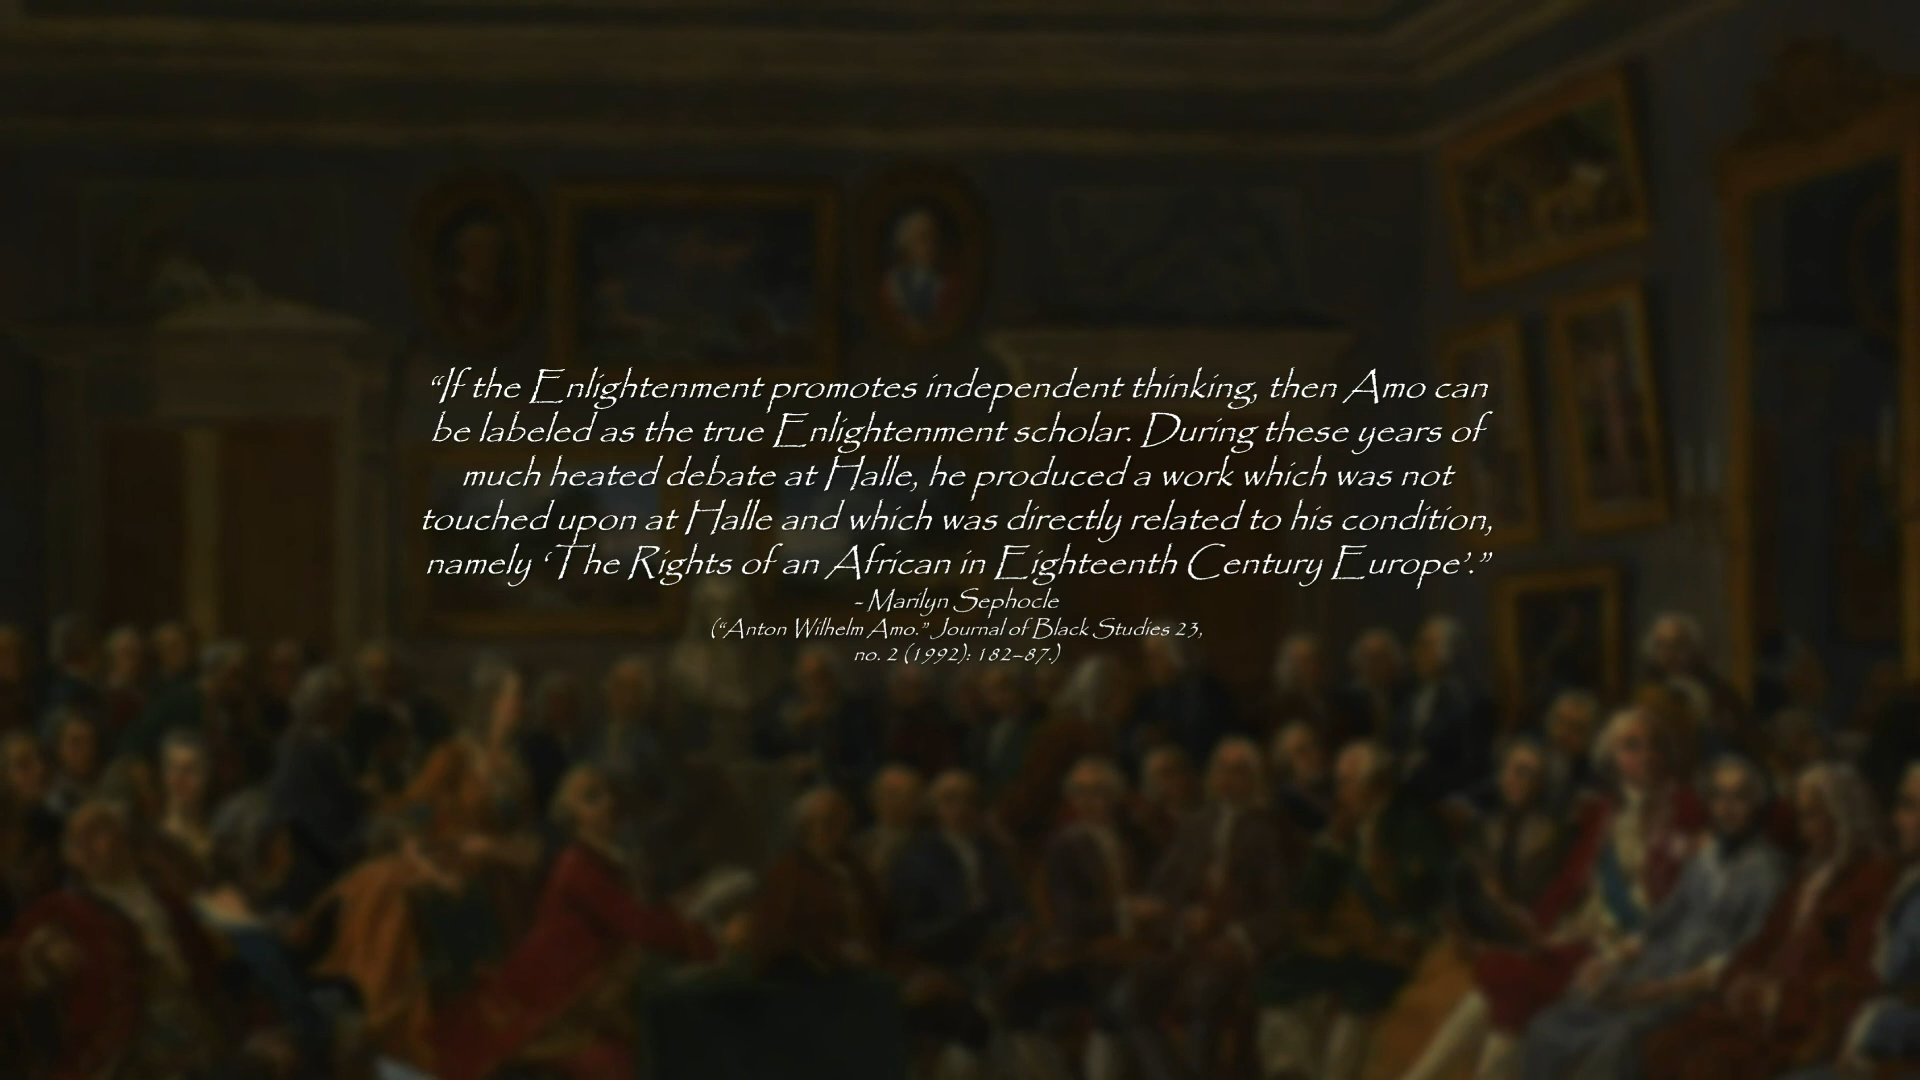 “If the Enlightenment promotes independent thinking, then Amo can
be labeled as the true Enlightenment scholar. During these years of
much heated debate at Halle, he produced a work which was not
touched upon at Halle and which was directly related to his condition,
namely ‘The Rights of an African in Eighteenth Century Europe’.”
- Marilyn Sephocle
(“Anton Wilhelm Amo.” Journal of Black Studies 23,
no. 2 (1992): 182–87.)